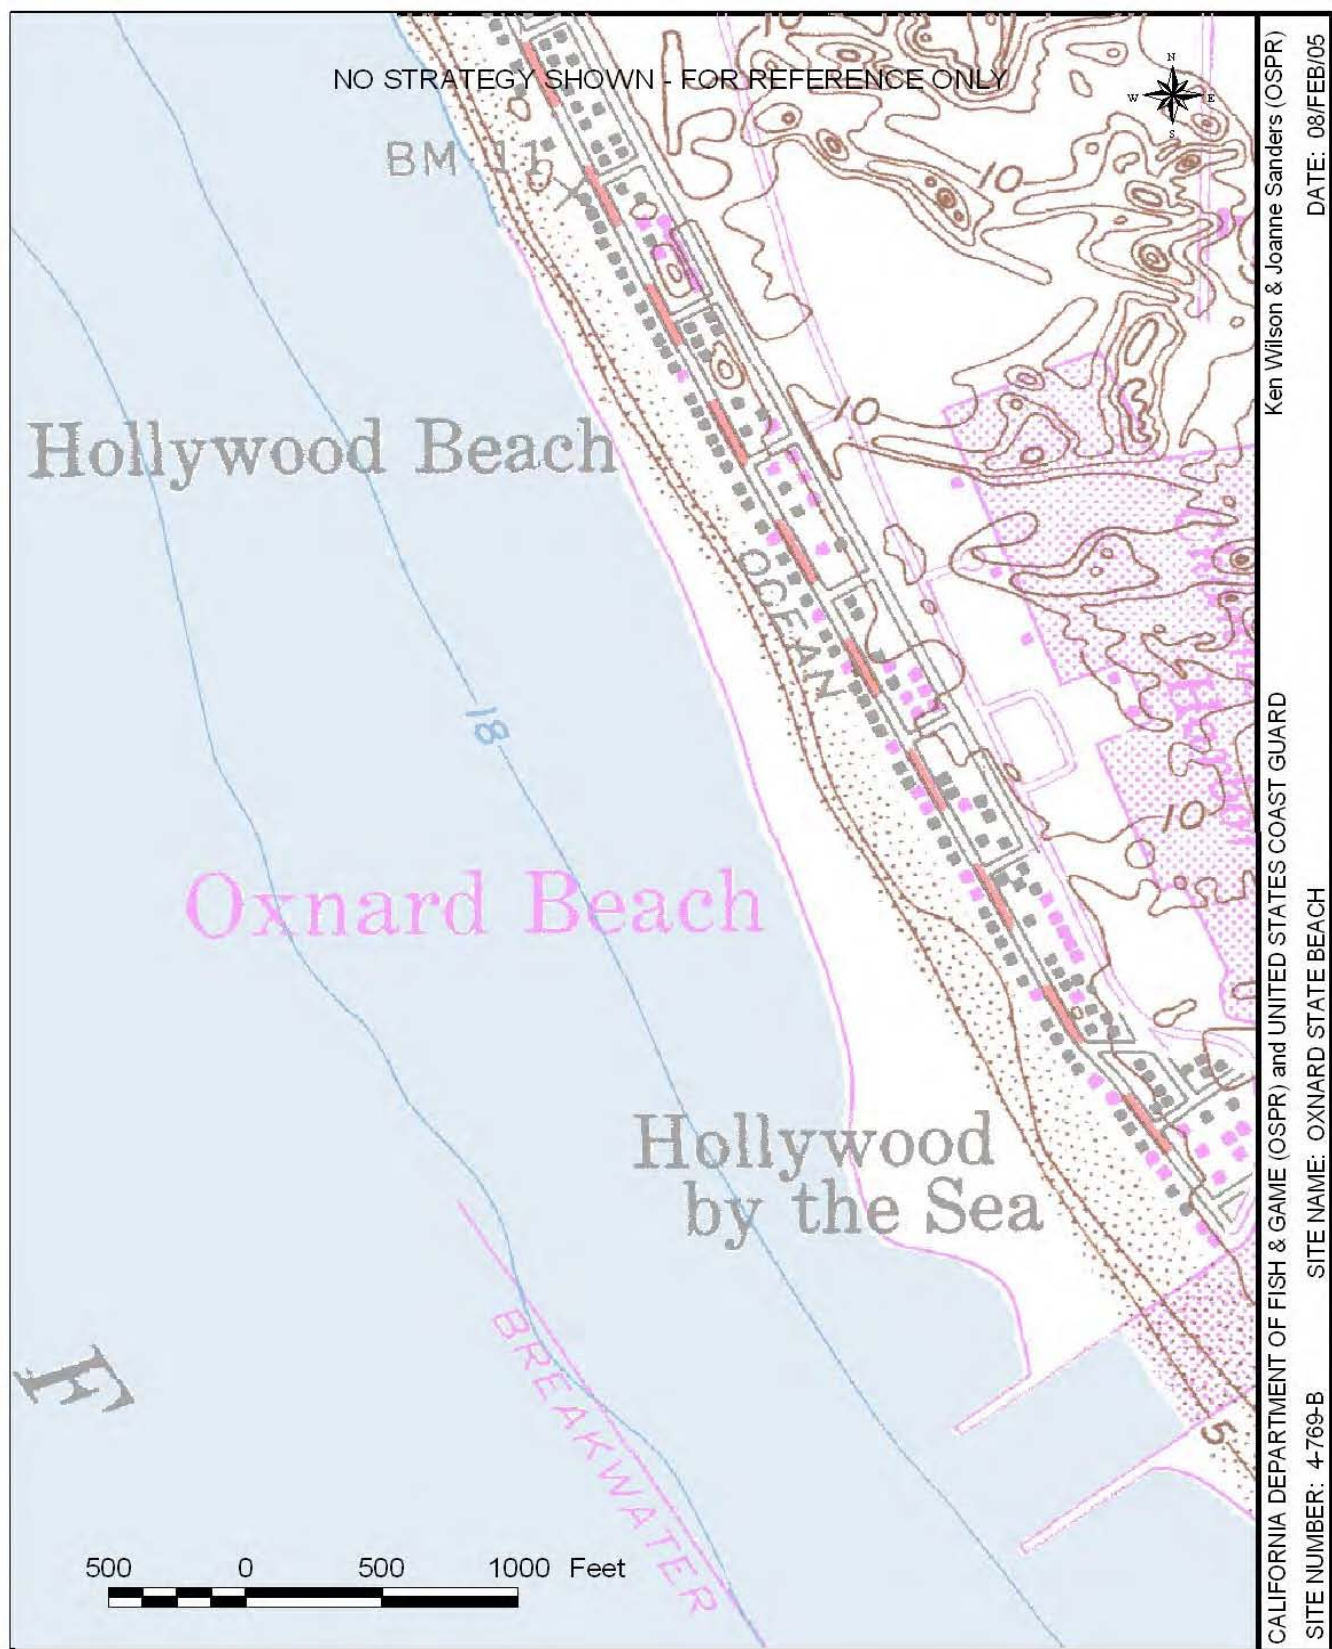 NO STRATEGY SHOWN - FOR REFERENCE ONLY
N
W E
S
10
BM 11
10
10
Hollywood Beach
OCEAN
18
10
Oxnard Beach
Hollywood
by the Sea
BREAKWATER
F
5
500 0 500 1000 Feet
Ken Wilson & Joanne Sanders (OSPR) DATE: 08/FEB/05
CALIFORNIA DEPARTMENT OF FISH & GAME (OSPR) and UNITED STATES COAST GUARD
SITE NUMBER: 4-769-B SITE NAME: OXNARD STATE BEACH